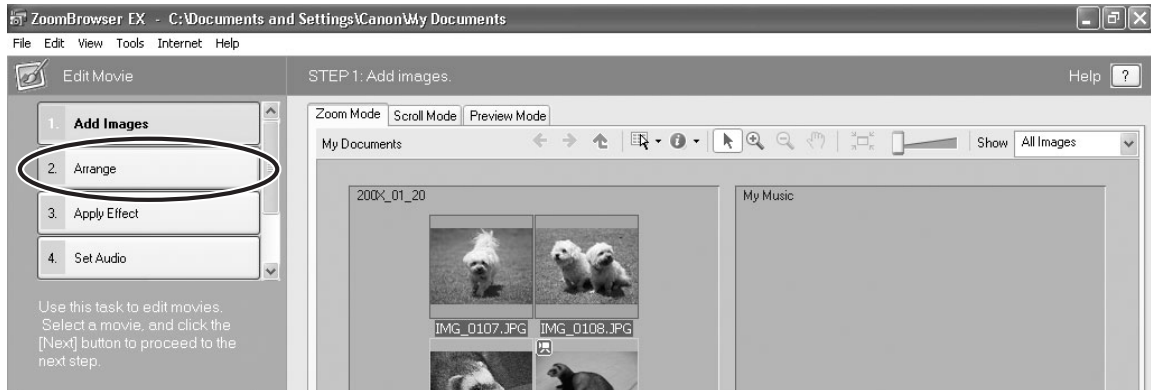 ZoomBrowser EX - C:\Documents and Settings\Canon\My Documents
File Edit View Tools Internet Help
Edit Movie
STEP 1: Add images.
Help ?
1. Add Images
2. Arrange
3. Apply Effect
4. Set Audio
Use this task to edit movies.
Select a movie, and click the
[Next] button to proceed to the
next step.
Zoom Mode Scroll Mode Preview Mode
My Documents
Show All Images
200X_01_20
My Music
IMG_0107.JPG IMG_0108.JPG